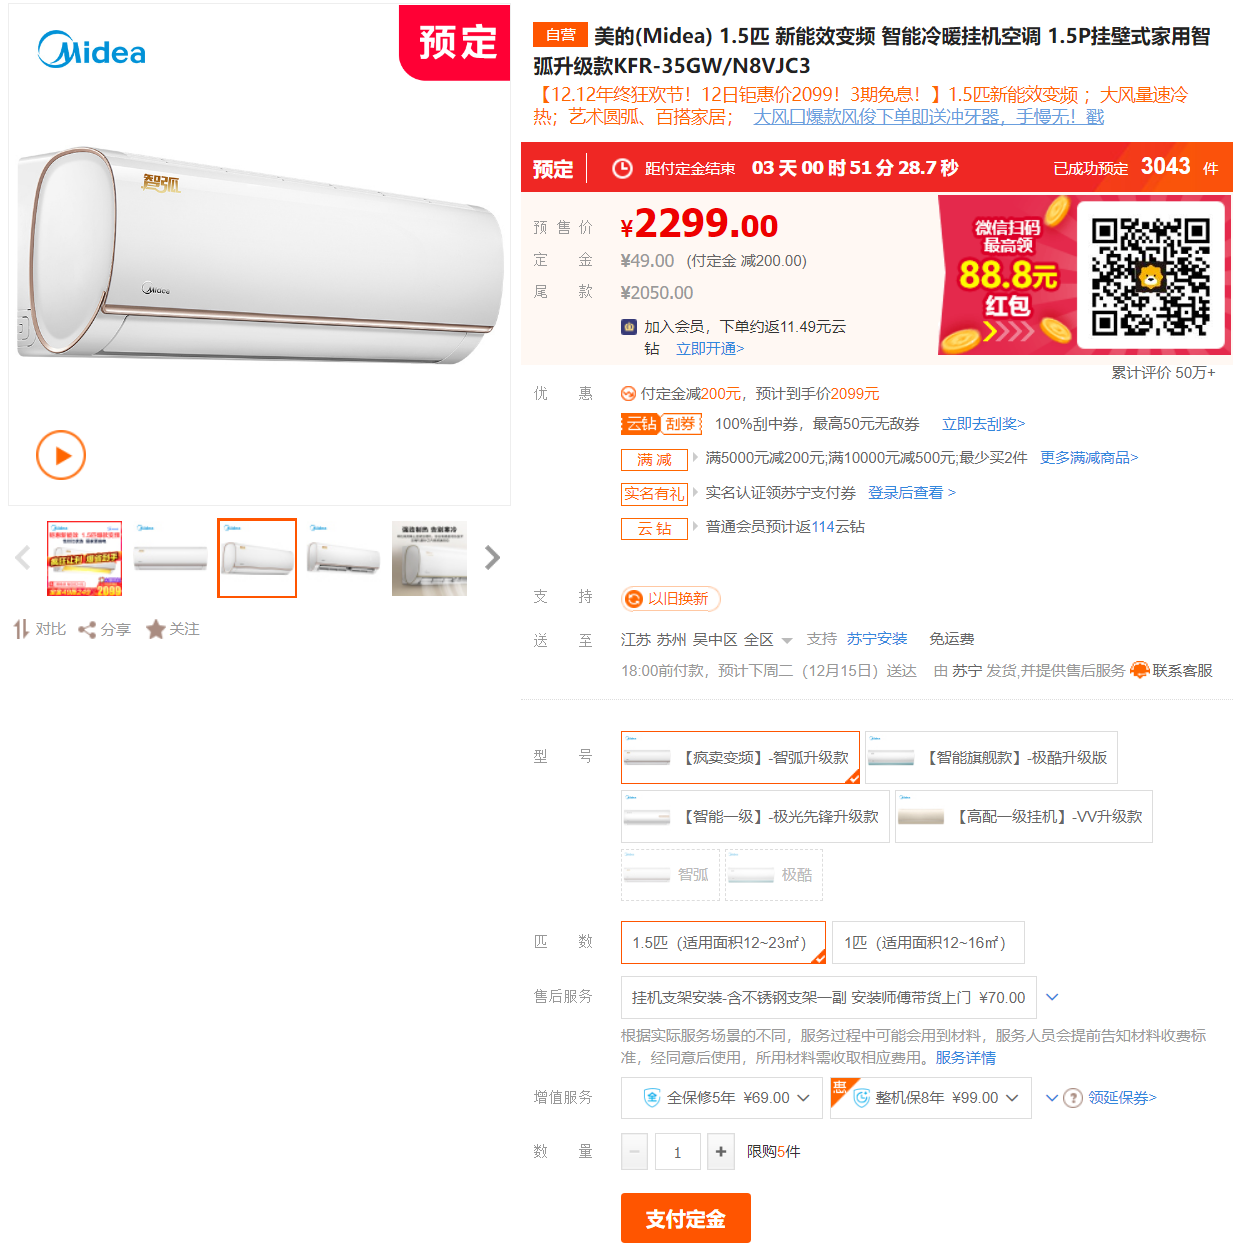 Midea
预定
智弧
Midea
对比
分享
关注
自营 美的(Midea) 1.5匹 新能效变频 智能冷暖挂机空调 1.5P挂壁式家用智
弧升级款KFR-35GW/N8VJC3
【12.12年终狂欢节！12日钜惠价2099！3期免息！】1.5匹新能效变频 ；大风量速冷
热；艺术圆弧、百搭家居； 大风口爆款风俊下单即送冲牙器，手慢无！戳
预定 距付定金结束 03 天 00 时 51 分 28.7 秒 已成功预定 3043 件
预售价 ¥2299.00
定金 ¥49.00 (付定金 减200.00)
尾款 ¥2050.00
加入会员，下单约返11.49元云
钻 立即开通>
微信扫码
最高领
88.8元
红包
累计评价 50万+
优惠 付定金减200元，预计到手价2099元
云钻 刮券 100%刮中券，最高50元无敌券 立即去刮奖>
满减 满5000元减200元;满10000元减500元;最少买2件 更多满减商品>
实名有礼 实名认证领苏宁支付券 登录后查看 >
云钻 普通会员预计返114云钻
支持 以旧换新
送至 江苏 苏州 吴中区 全区 支持 苏宁安装 免运费
18:00前付款，预计下周二（12月15日）送达 由 苏宁 发货,并提供售后服务 联系客服
型号 【疯卖变频】-智弧升级款 【智能旗舰款】-极酷升级版
【智能一级】-极光先锋升级款 【高配一级挂机】-VV升级款
智弧 极酷
匹数 1.5匹（适用面积12~23㎡） 1匹（适用面积12~16㎡）
售后服务 挂机支架安装-含不锈钢支架一副 安装师傅带货上门 ¥70.00
根据实际服务场景的不同，服务过程中可能会用到材料，服务人员会提前告知材料收费标
准，经同意后使用，所用材料需收取相应费用。服务详情
增值服务 全 全保修5年 ¥69.00 惠 整机保8年 ¥99.00 ? 领延保券>
数量 − 1 + 限购5件
支付定金